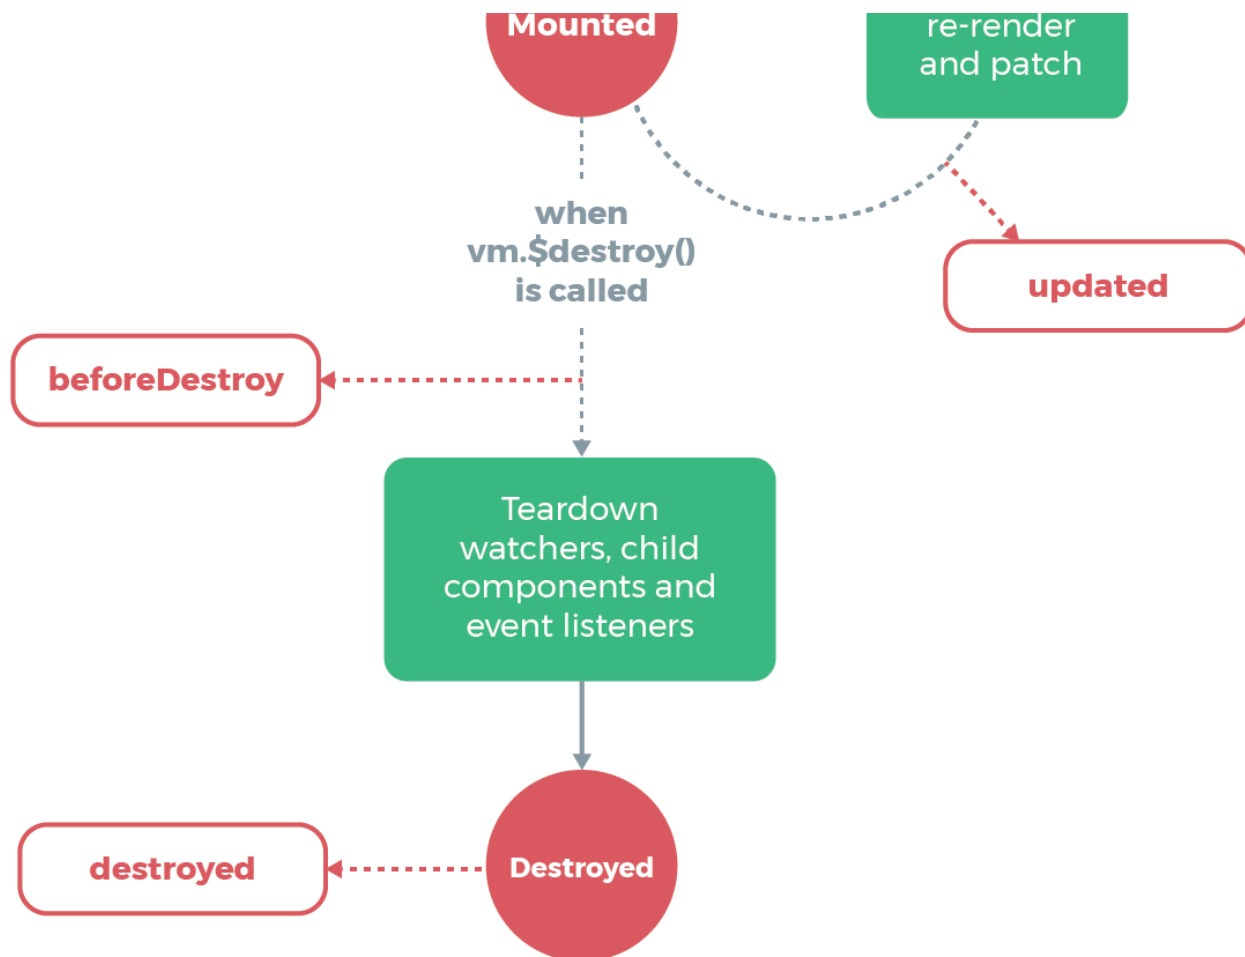 Mounted
re-render
and patch
when
vm.$destroy()
is called
updated
beforeDestroy
Teardown
watchers, child
components and
event listeners
destroyed
Destroyed